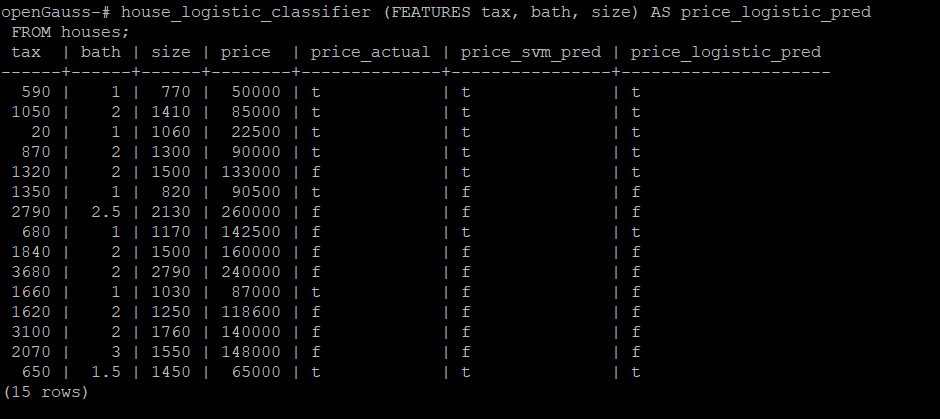 openGauss-# house_logistic_classifier (FEATURES tax, bath, size) AS price_logistic_pred
 FROM houses;
 tax  | bath | size | price  | price_actual | price_svm_pred | price_logistic_pred
------+------+------+--------+--------------+----------------+---------------------
  590 |    1 |  770 |  50000 | t            | t              | t
 1050 |    2 | 1410 |  85000 | t            | t              | t
   20 |    1 | 1060 |  22500 | t            | t              | t
  870 |    2 | 1300 |  90000 | t            | t              | t
 1320 |    2 | 1500 | 133000 | f            | t              | t
 1350 |    1 |  820 |  90500 | t            | f              | f
 2790 |  2.5 | 2130 | 260000 | f            | f              | f
  680 |    1 | 1170 | 142500 | f            | t              | t
 1840 |    2 | 1500 | 160000 | f            | f              | f
 3680 |    2 | 2790 | 240000 | f            | f              | f
 1660 |    1 | 1030 |  87000 | t            | f              | f
 1620 |    2 | 1250 | 118600 | f            | f              | f
 3100 |    2 | 1760 | 140000 | f            | f              | f
 2070 |    3 | 1550 | 148000 | f            | f              | f
  650 |  1.5 | 1450 |  65000 | t            | t              | t
(15 rows)